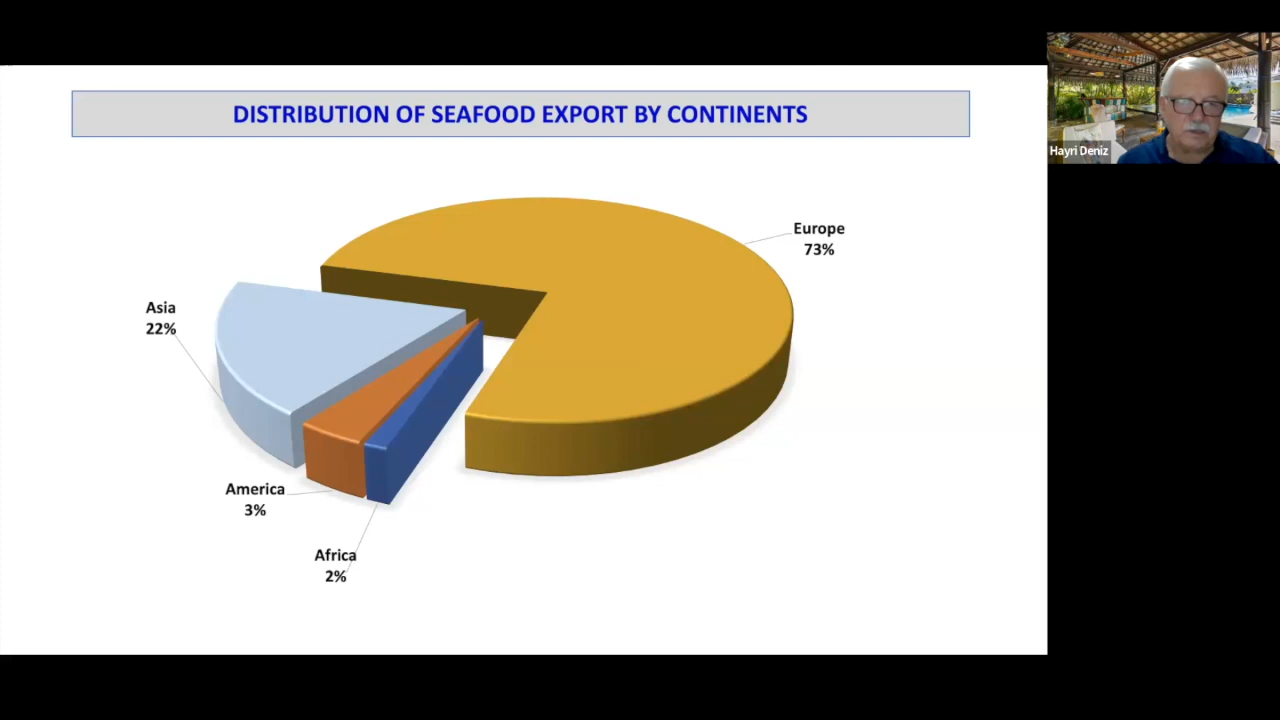 DISTRIBUTION OF SEAFOOD EXPORT BY CONTINENTS
Hayri Deniz
Europe
73%
Asia
22%
America
3%
Africa
2%